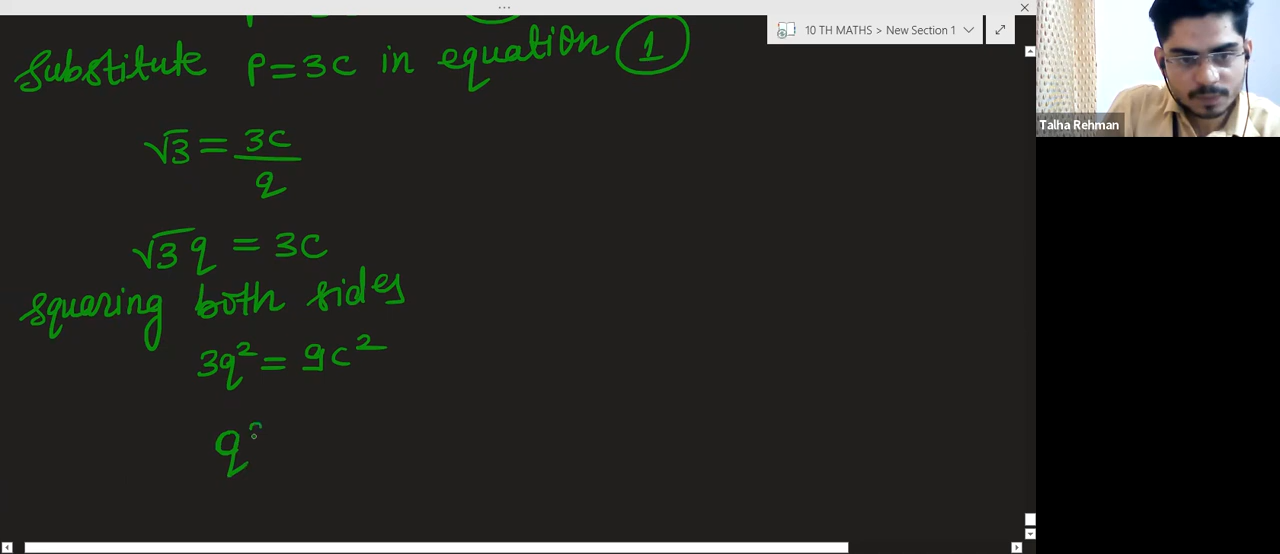 10 TH MATHS > New Section 1
Substitute p = 3c in equation 1
√3 = 3c/q
√3 q = 3c
Squaring both sides
3q² = 9c²
q²
Talha Rehman